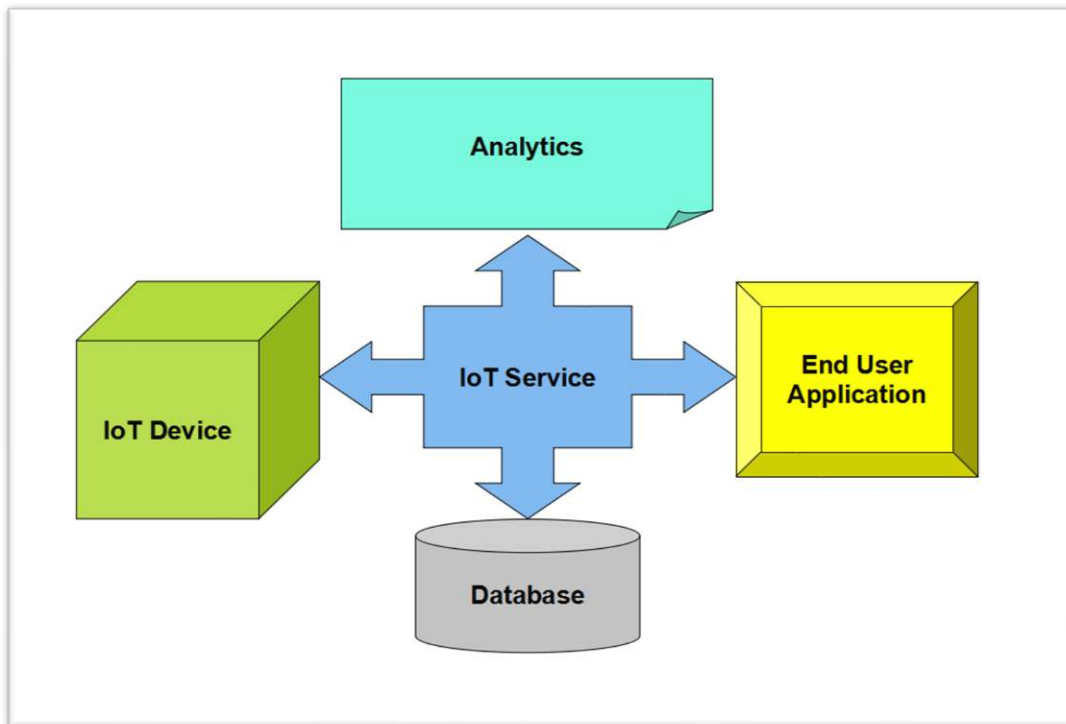 Analytics
IoT Device
IoT Service
End User
Application
Database